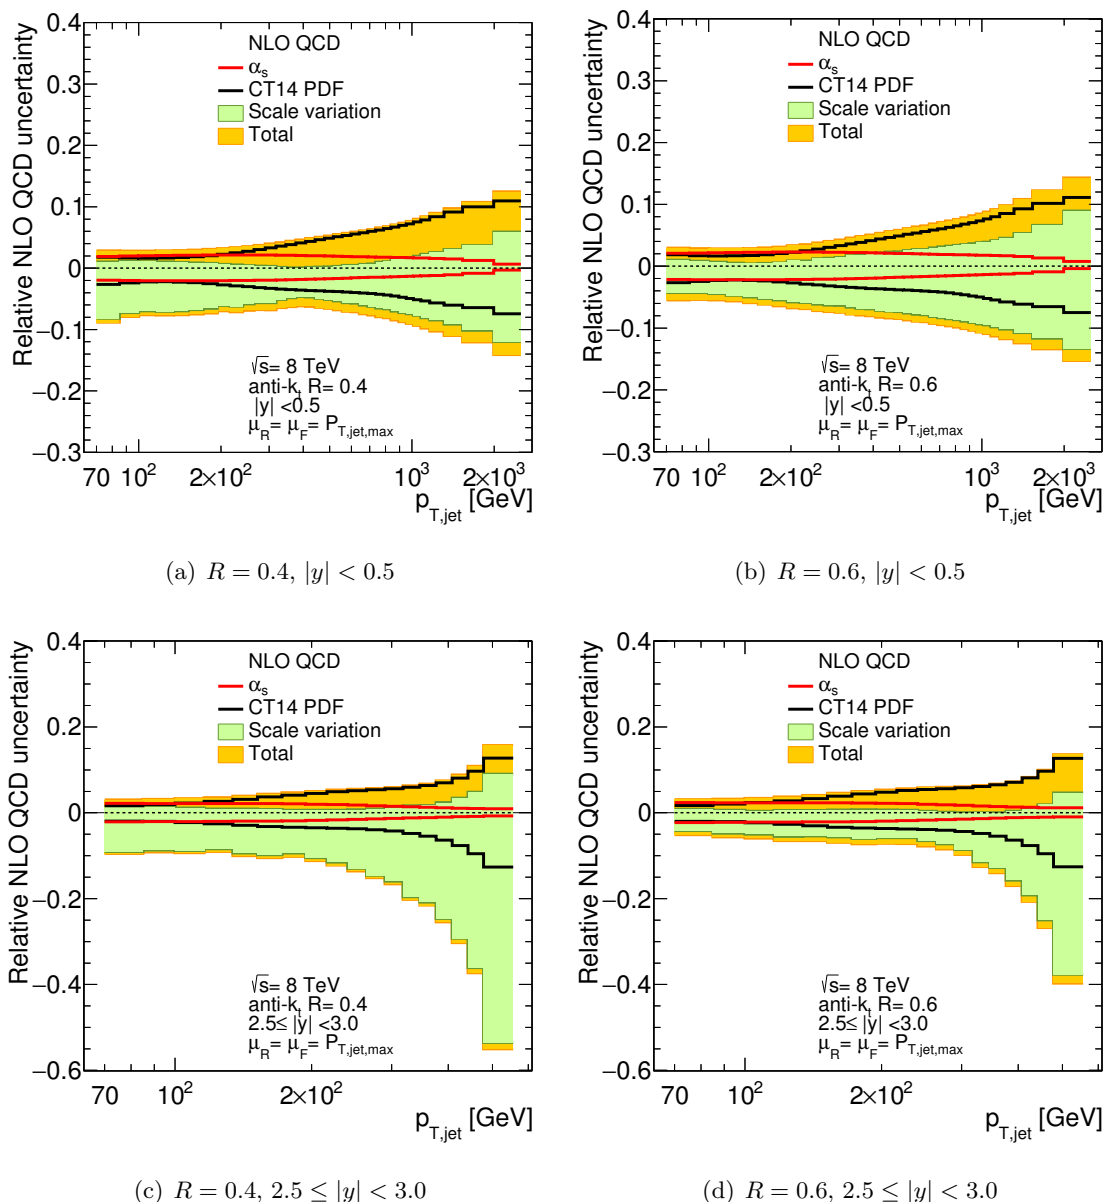 Relative NLO QCD uncertainty
0.4
0.3
0.2
0.1
0
−0.1
−0.2
−0.3
NLO QCD
αs
CT14 PDF
Scale variation
Total
√s= 8 TeV
anti-kt R= 0.4
|y| <0.5
μR= μF= PT,jet,max
70 10² 2×10² 10³ 2×10³
pT,jet [GeV]
(a) R = 0.4, |y| < 0.5
Relative NLO QCD uncertainty
0.4
0.3
0.2
0.1
0
−0.1
−0.2
−0.3
NLO QCD
αs
CT14 PDF
Scale variation
Total
√s= 8 TeV
anti-kt R= 0.6
|y| <0.5
μR= μF= PT,jet,max
70 10² 2×10² 10³ 2×10³
pT,jet [GeV]
(b) R = 0.6, |y| < 0.5
Relative NLO QCD uncertainty
0.4
0.2
0
−0.2
−0.4
−0.6
NLO QCD
αs
CT14 PDF
Scale variation
Total
√s= 8 TeV
anti-kt R= 0.4
2.5≤ |y| <3.0
μR= μF= PT,jet,max
70 10² 2×10²
pT,jet [GeV]
(c) R = 0.4, 2.5 ≤ |y| < 3.0
Relative NLO QCD uncertainty
0.4
0.2
0
−0.2
−0.4
−0.6
NLO QCD
αs
CT14 PDF
Scale variation
Total
√s= 8 TeV
anti-kt R= 0.6
2.5≤ |y| <3.0
μR= μF= PT,jet,max
70 10² 2×10²
pT,jet [GeV]
(d) R = 0.6, 2.5 ≤ |y| < 3.0